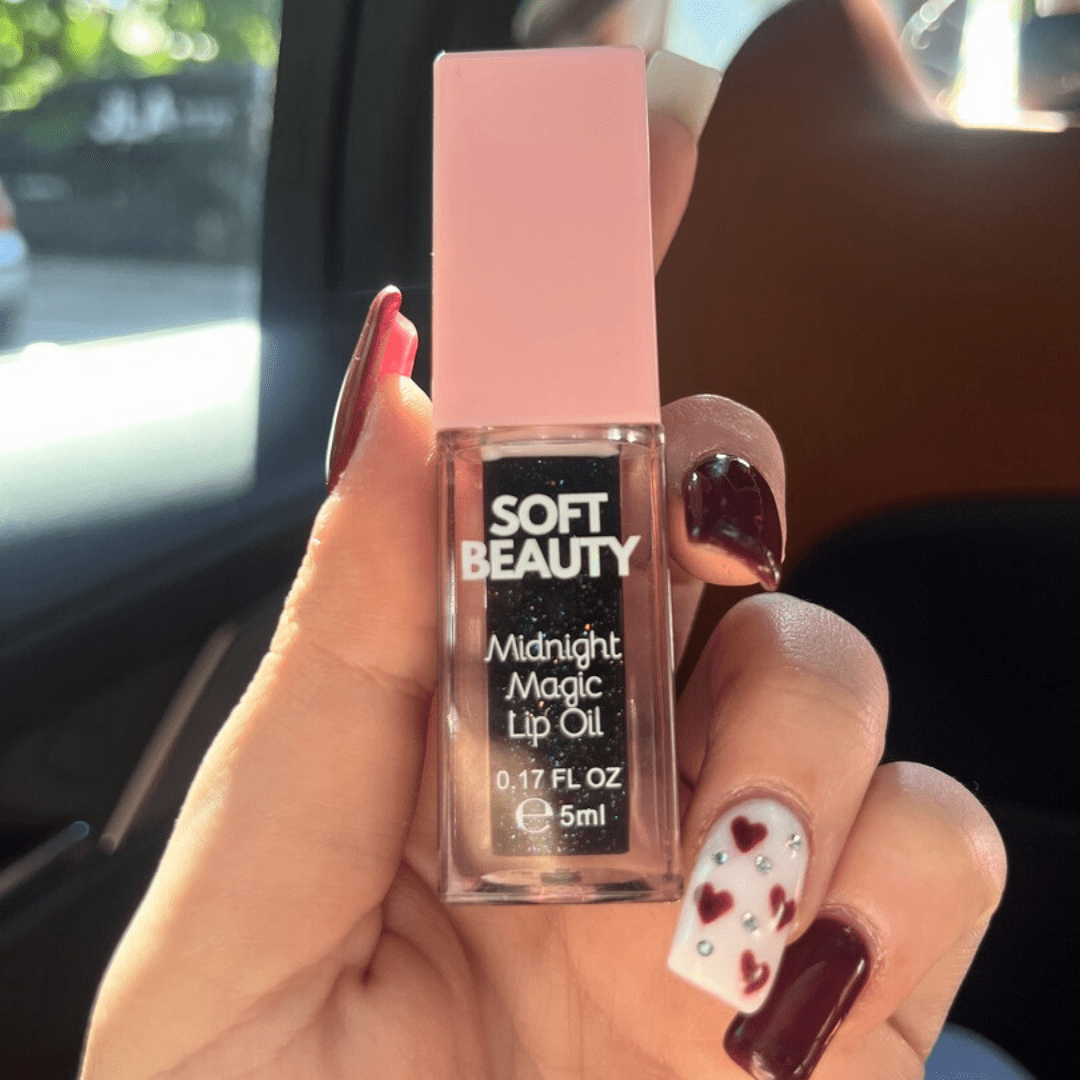 SOFT
BEAUTY
Midnight
Magic
Lip Oil
0.17 FL OZ
℮ 5ml